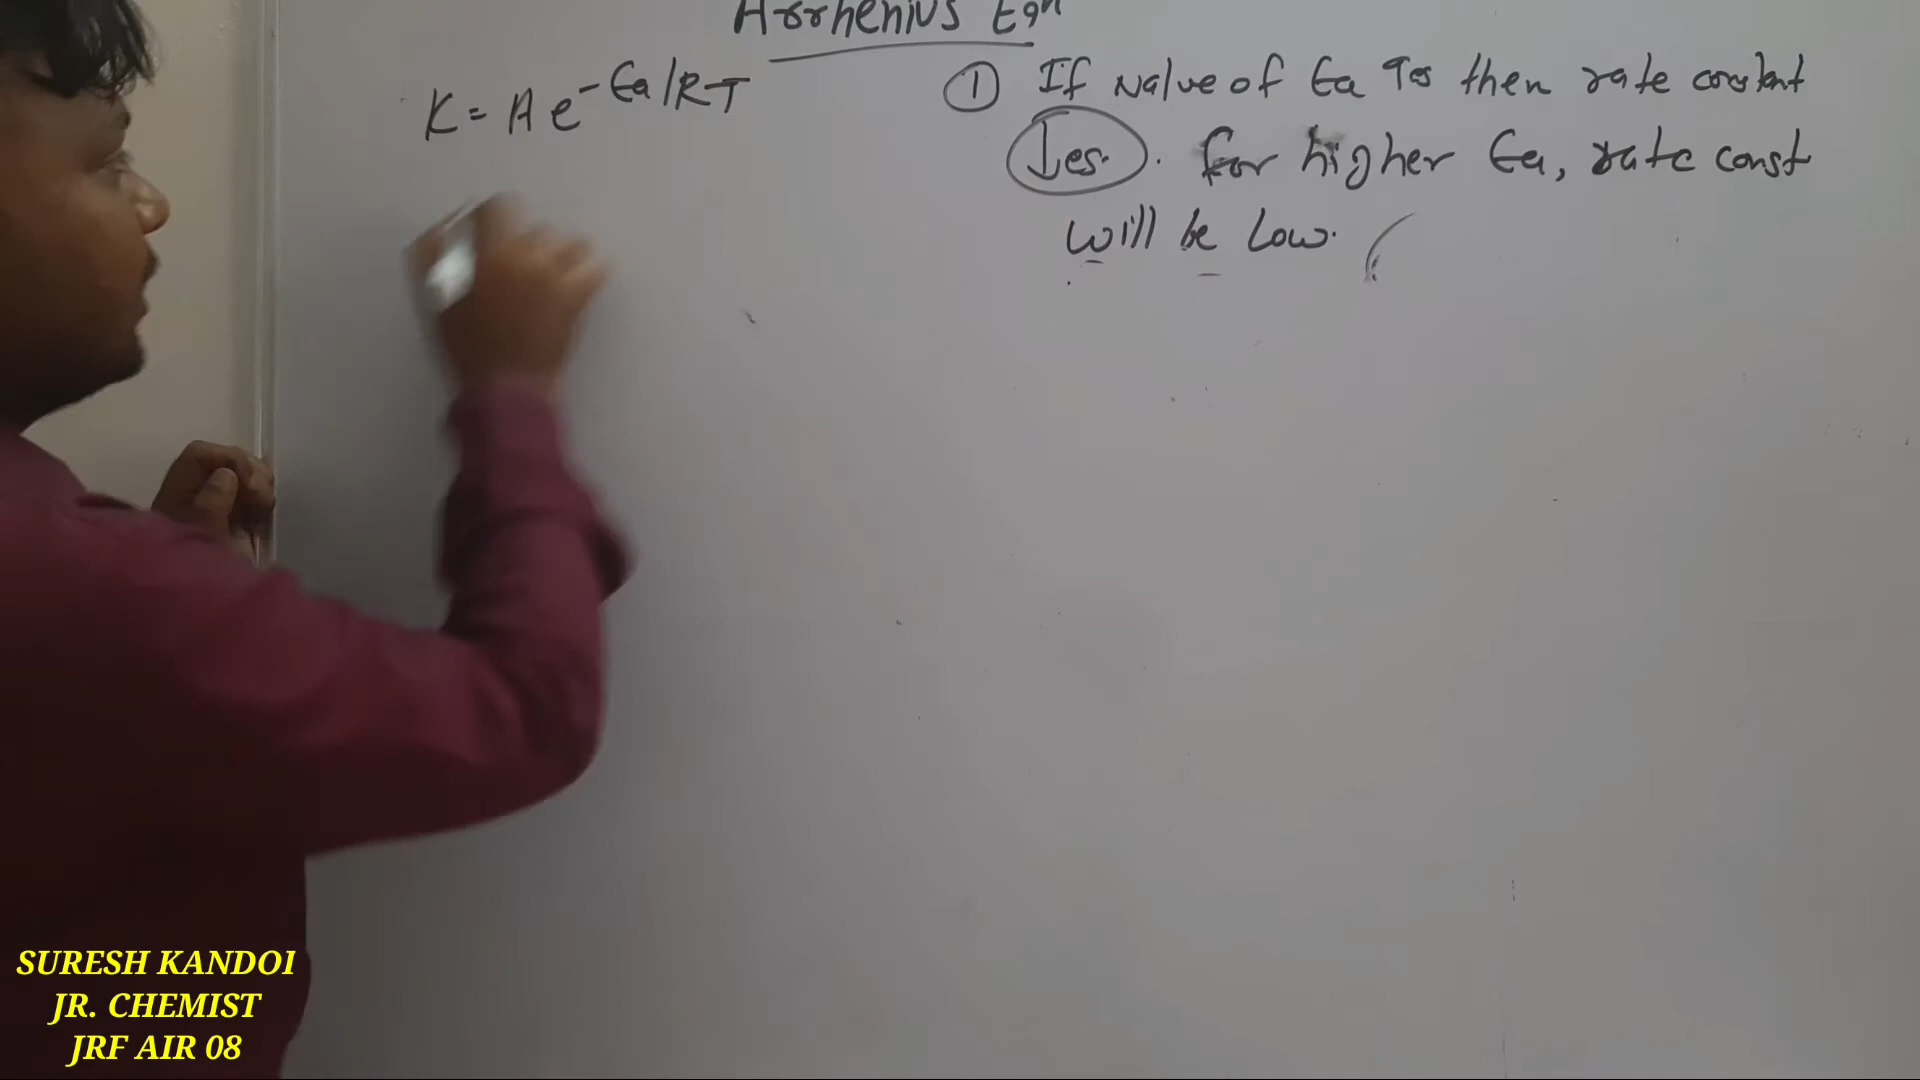 Arrhenius Eqn
K = A e^-Ea/RT
① If value of Ea ↑es then rate constant
↓es. for higher Ea, rate const
will be low.
SURESH KANDOI
JR. CHEMIST
JRF AIR 08